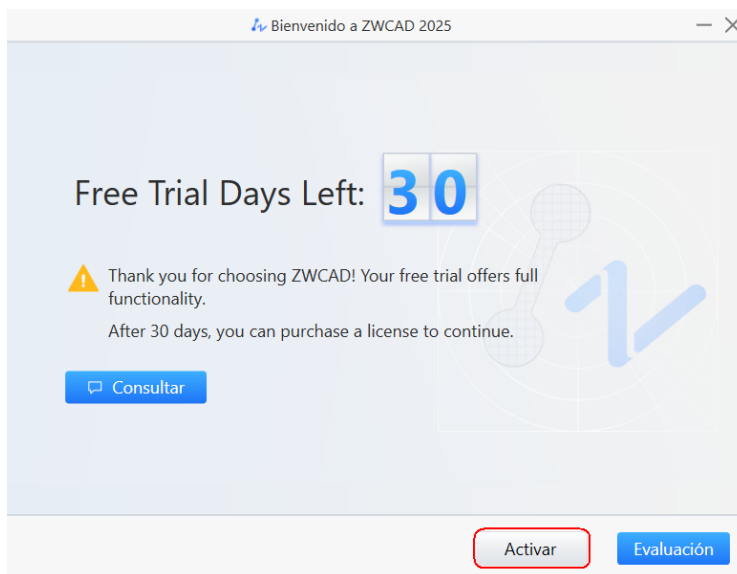 Bienvenido a ZWCAD 2025
Free Trial Days Left: 30
Thank you for choosing ZWCAD! Your free trial offers full
functionality.
After 30 days, you can purchase a license to continue.
Consultar
Activar
Evaluación